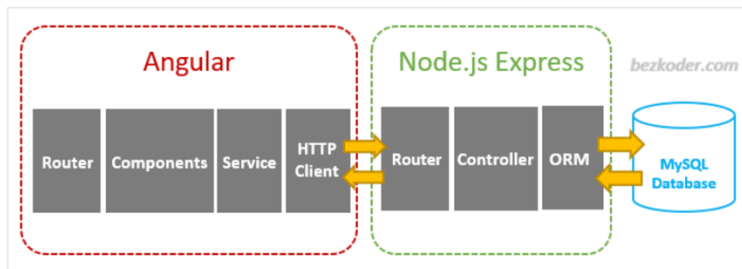 Angular
Node.js Express
bezkoder.com
Router
Components
Service
HTTP
Client
Router
Controller
ORM
MySQL
Database